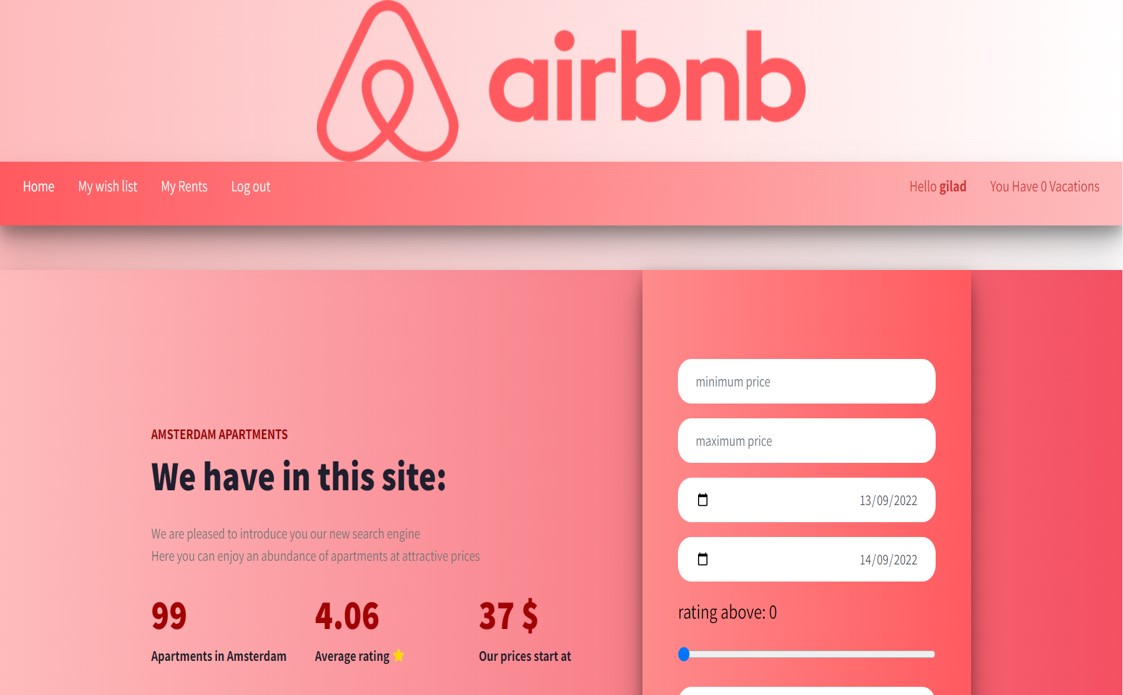 airbnb
Home My wish list My Rents Log out Hello gilad You Have 0 Vacations
minimum price
maximum price
13/09/2022
14/09/2022
rating above: 0
AMSTERDAM APARTMENTS
We have in this site:
We are pleased to introduce you our new search engine
Here you can enjoy an abundance of apartments at attractive prices
99 4.06 37 $
Apartments in Amsterdam Average rating ⭐ Our prices start at